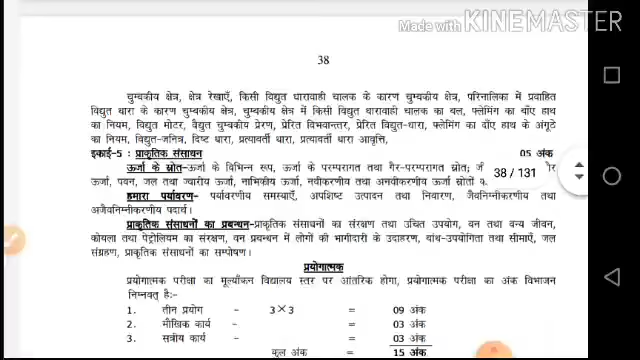 Made with KINEMASTER
38
चुम्बकीय क्षेत्र, क्षेत्र रेखाएँ, किसी विद्युत धारावाही चालक के कारण चुम्बकीय क्षेत्र, परिनालिका में प्रवाहित
विद्युत धारा के कारण चुम्बकीय क्षेत्र, चुम्बकीय क्षेत्र में किसी विद्युत धारावाही चालक का बल, फ्लेमिंग का बाँए हाथ
का नियम, विद्युत मोटर, वैद्युत चुम्बकीय प्रेरण, प्रेरित विभवान्तर, प्रेरित विद्युत-धारा, फ्लेमिंग का दाँए हाथ के अंगूठे
का नियम, विद्युत-जनित्र, दिष्ट धारा, प्रत्यावर्ती धारा, प्रत्यावर्ती धारा आवृत्ति।
इकाई-5 : प्राकृतिक संसाधन 05 अंक
ऊर्जा के स्रोत-ऊर्जा के विभिन्न रूप, ऊर्जा के परम्परागत तथा गैर-परम्परागत स्रोत;
ऊर्जा, पवन, जल तथा ज्वारीय ऊर्जा, नाभिकीय ऊर्जा, नवीकरणीय तथा अनवीकरणीय ऊर्जा स्रोतों
38 / 131
हमारा पर्यावरण-पर्यावरणीय समस्याएँ, अपशिष्ट उत्पादन तथा निवारण, जैवनिम्नीकरणीय तथा
अजैवनिम्नीकरणीय पदार्थ।
प्राकृतिक संसाधनों का प्रबन्धन-प्राकृतिक संसाधनों का संरक्षण तथा उचित उपयोग, वन तथा वन्य जीवन,
कोयला तथा पेट्रोलियम का संरक्षण, वन प्रबन्धन में लोगों की भागीदारी के उदाहरण, बांध-उपयोगिता तथा सीमाएँ, जल
संग्रहण, प्राकृतिक संसाधनों का सम्पोषण।
प्रयोगात्मक
प्रयोगात्मक परीक्षा का मूल्याँकन विद्यालय स्तर पर आंतरिक होगा, प्रयोगात्मक परीक्षा का अंक विभाजन
निम्नवत् है:-
1. तीन प्रयोग - 3×3 = 09 अंक
2. मौखिक कार्य - = 03 अंक
3. सत्रीय कार्य - = 03 अंक
कुल अंक = 15 अंक